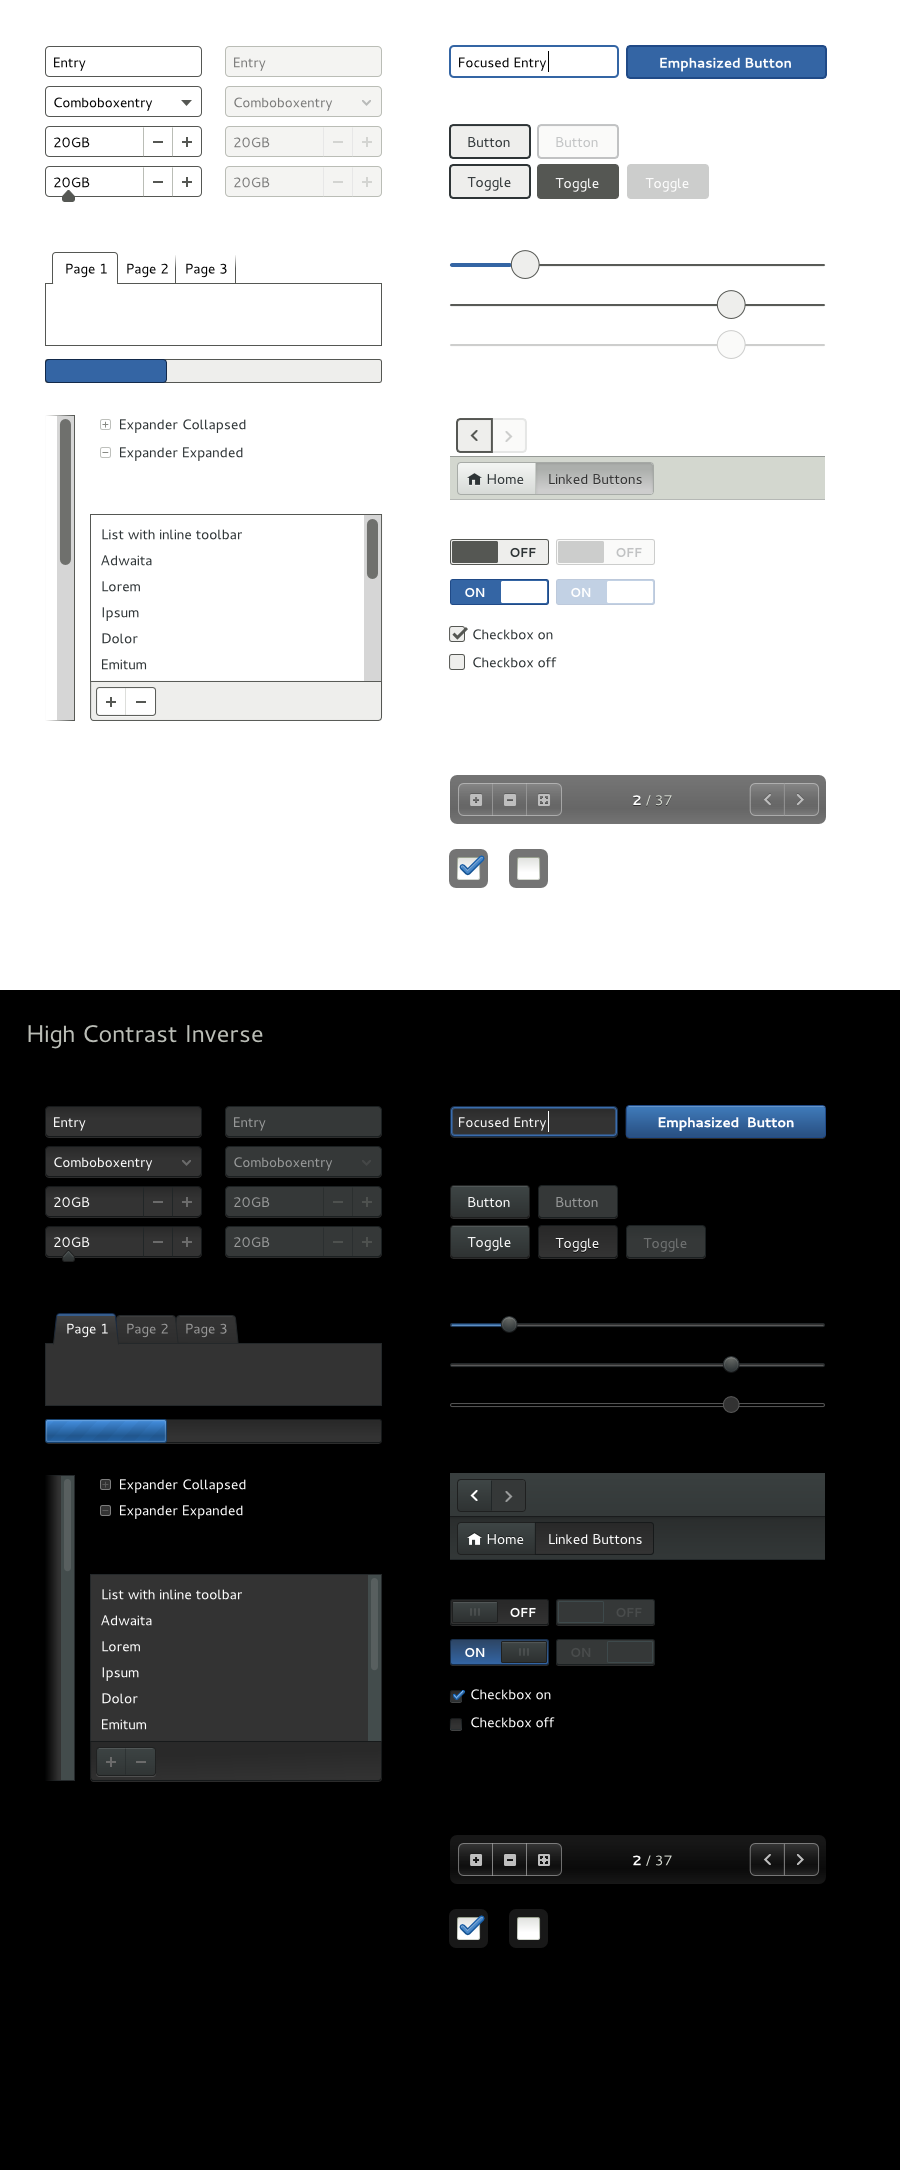 Entry
Entry
Comboboxentry
Comboboxentry
20GB
20GB
20GB
20GB
Focused Entry
Emphasized Button
Button
Button
Toggle
Toggle
Toggle
Page 1
Page 2
Page 3
Expander Collapsed
Expander Expanded
List with inline toolbar
Adwaita
Lorem
Ipsum
Dolor
Emitum
Home
Linked Buttons
OFF
OFF
ON
ON
Checkbox on
Checkbox off
2 / 37
High Contrast Inverse
Entry
Entry
Comboboxentry
Comboboxentry
20GB
20GB
20GB
20GB
Focused Entry
Emphasized Button
Button
Button
Toggle
Toggle
Toggle
Page 1
Page 2
Page 3
Expander Collapsed
Expander Expanded
List with inline toolbar
Adwaita
Lorem
Ipsum
Dolor
Emitum
Home
Linked Buttons
OFF
OFF
ON
ON
Checkbox on
Checkbox off
2 / 37